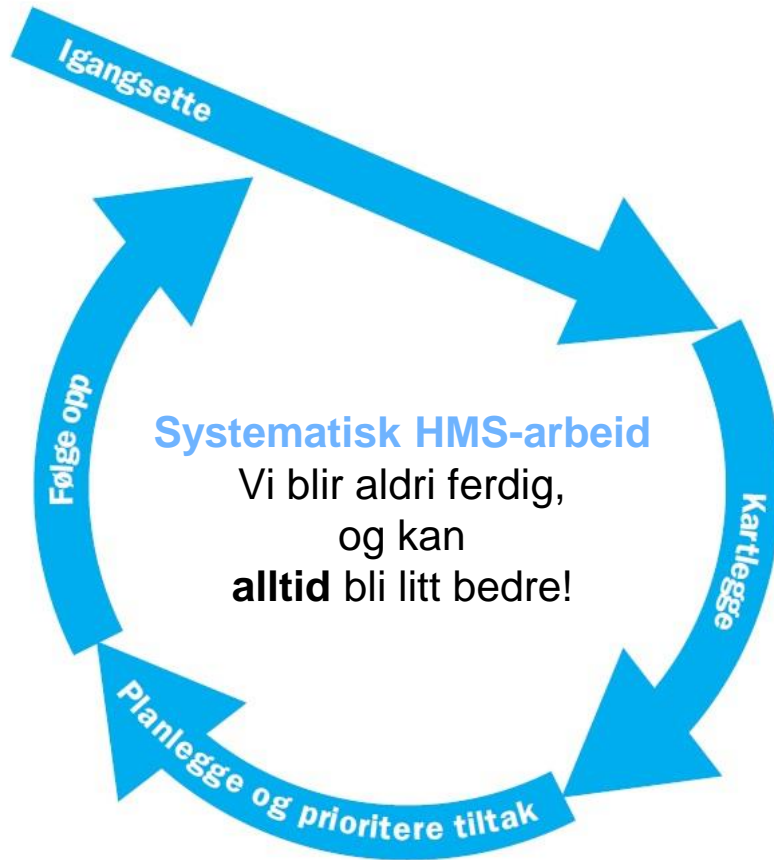 Igangsette
Kartlegge
Planlegge og prioritere tiltak
Følge opp
Systematisk HMS-arbeid
Vi blir aldri ferdig,
og kan
alltid bli litt bedre!